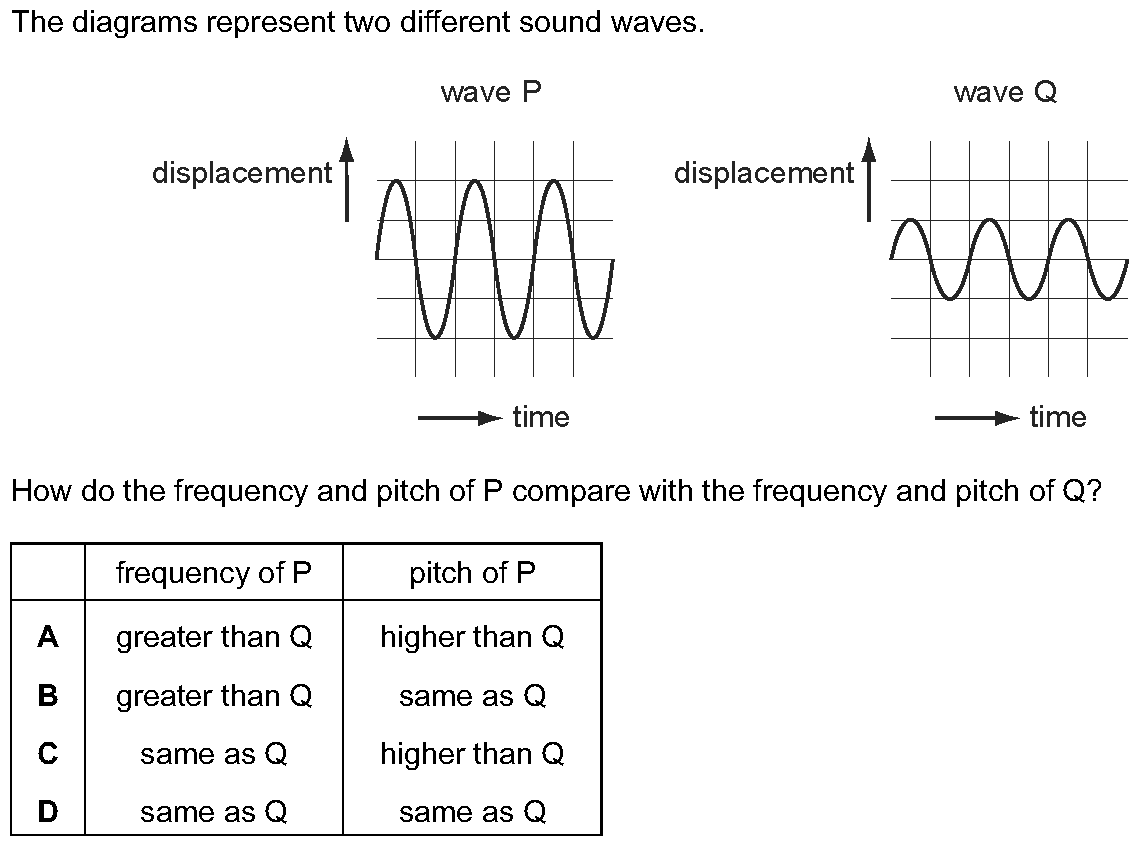 The diagrams represent two different sound waves.
wave P
wave Q
displacement
displacement
time
time
How do the frequency and pitch of P compare with the frequency and pitch of Q?
frequency of P pitch of P
A greater than Q higher than Q
B greater than Q same as Q
C same as Q higher than Q
D same as Q same as Q